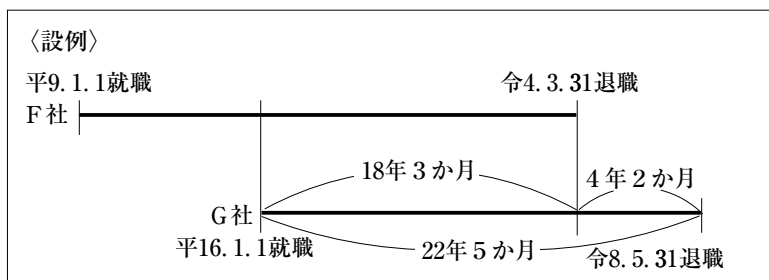 〈設例〉
平9.1.1就職 令4.3.31退職
F社
18年3か月 4年2か月
G社
平16.1.1就職 22年5か月 令8.5.31退職